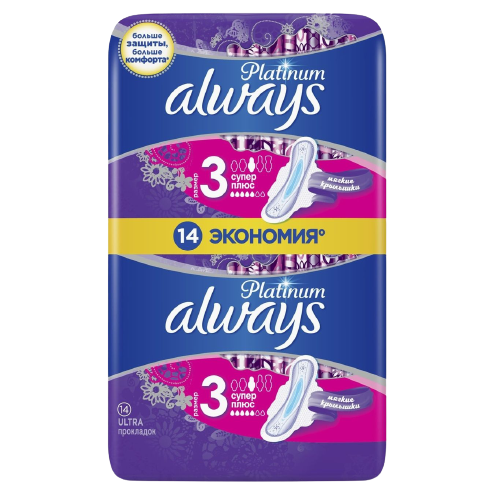 больше
защиты,
больше
комфорта*
Platinum
always
размер
3
супер
плюс
мягкие
крылышки
14 ЭКОНОМИЯ°
Platinum
always
размер
3
супер
плюс
мягкие
крылышки
14
ULTRA
прокладок